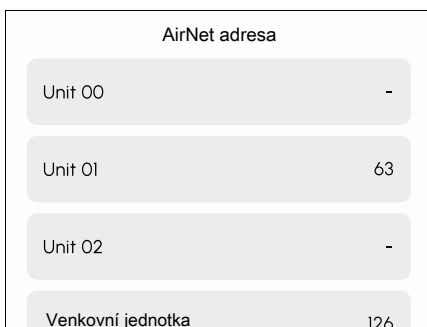 AirNet adresa
Unit 00 -
Unit 01 63
Unit 02 -
Venkovní jednotka 126